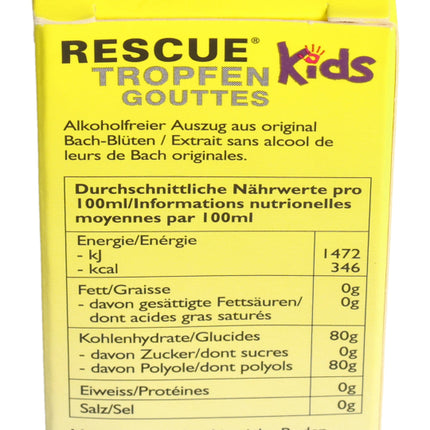 RESCUE® Kids
TROPFEN
GOUTTES
Alkoholfreier Auszug aus original
Bach-Blüten / Extrait sans alcool de
leurs de Bach originales.
Durchschnittliche Nährwerte pro
100ml/Informations nutrionelles
moyennes par 100ml
Energie/Enérgie
- kJ 1472
- kcal 346
Fett/Graisse 0g
- davon gesättigte Fettsäuren/ 0g
dont acides gras saturés
Kohlenhydrate/Glucides 80g
- davon Zucker/dont sucres 0g
- davon Polyole/dont polyols 80g
Eiweiss/Protéines 0g
Salz/Sel 0g